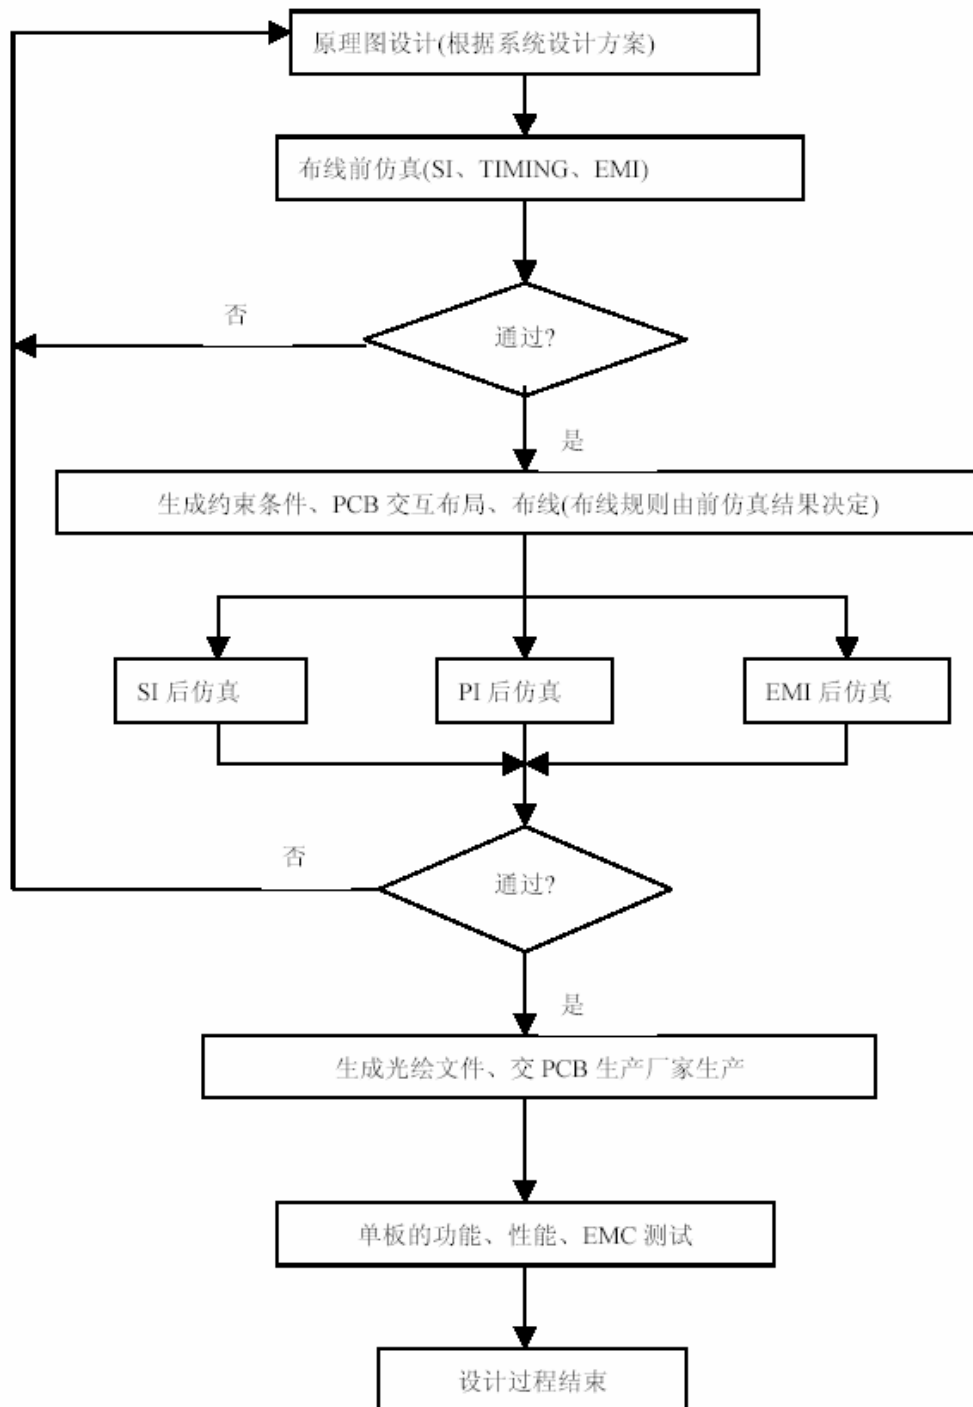 原理图设计(根据系统设计方案)
布线前仿真(SI、TIMING、EMI)
否
通过?
是
生成约束条件、PCB 交互布局、布线(布线规则由前仿真结果决定)
SI 后仿真
PI 后仿真
EMI 后仿真
否
通过?
是
生成光绘文件、交 PCB 生产厂家生产
单板的功能、性能、EMC 测试
设计过程结束